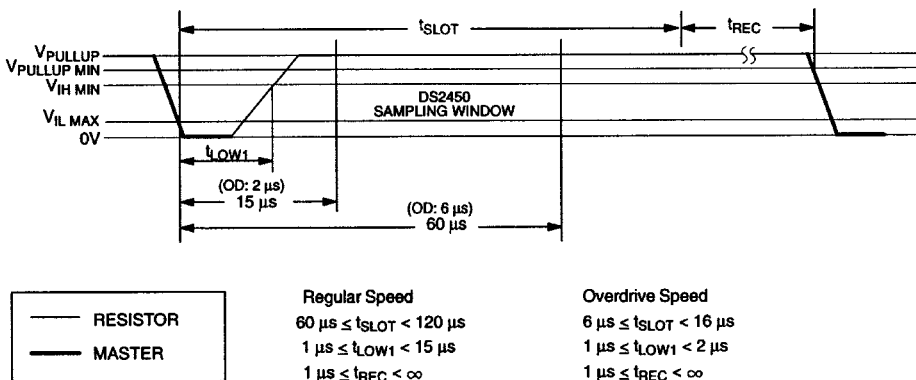 tSLOT
tREC
VPULLUP
VPULLUP MIN
VIH MIN
DS2450
SAMPLING WINDOW
VIL MAX
0V
tLOW1
(OD: 2 µs)
15 µs
(OD: 6 µs)
60 µs
RESISTOR
MASTER
Regular Speed
60 µs ≤ tSLOT < 120 µs
1 µs ≤ tLOW1 < 15 µs
1 µs ≤ tREC < ∞
Overdrive Speed
6 µs ≤ tSLOT < 16 µs
1 µs ≤ tLOW1 < 2 µs
1 µs ≤ tREC < ∞